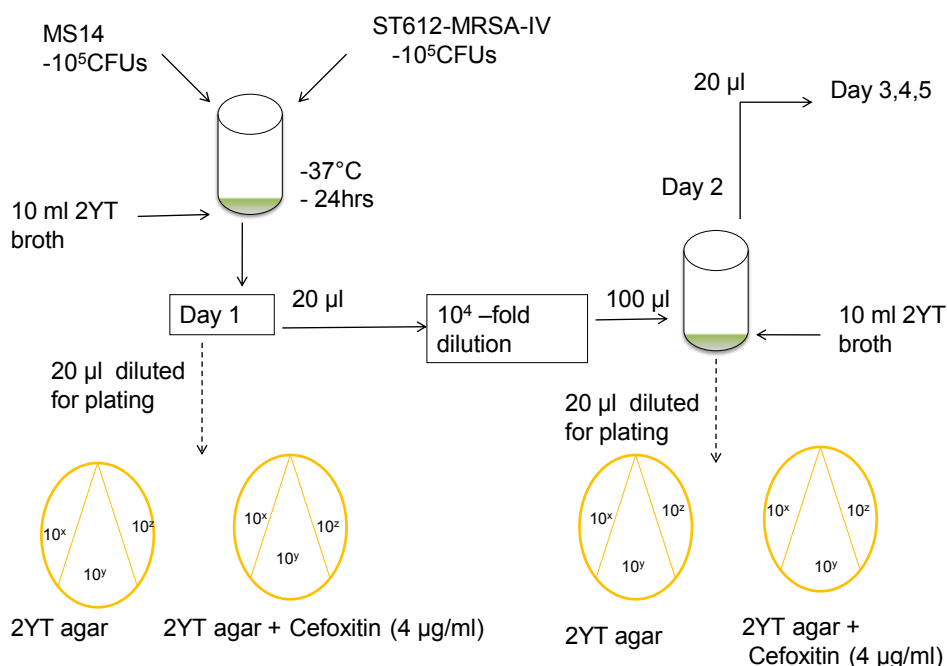 MS14
-10⁵CFUs
ST612-MRSA-IV
-10⁵CFUs
-37°C
- 24hrs
10 ml 2YT
broth
Day 1
20 µl
10⁴ –fold
dilution
100 µl
20 µl
Day 3,4,5
Day 2
10 ml 2YT
broth
20 µl diluted
for plating
20 µl diluted
for plating
10ˣ
10ᶻ
10ʸ
2YT agar
10ˣ
10ᶻ
10ʸ
2YT agar + Cefoxitin (4 µg/ml)
10ˣ
10ᶻ
10ʸ
2YT agar
10ˣ
10ᶻ
10ʸ
2YT agar +
Cefoxitin (4 µg/ml)